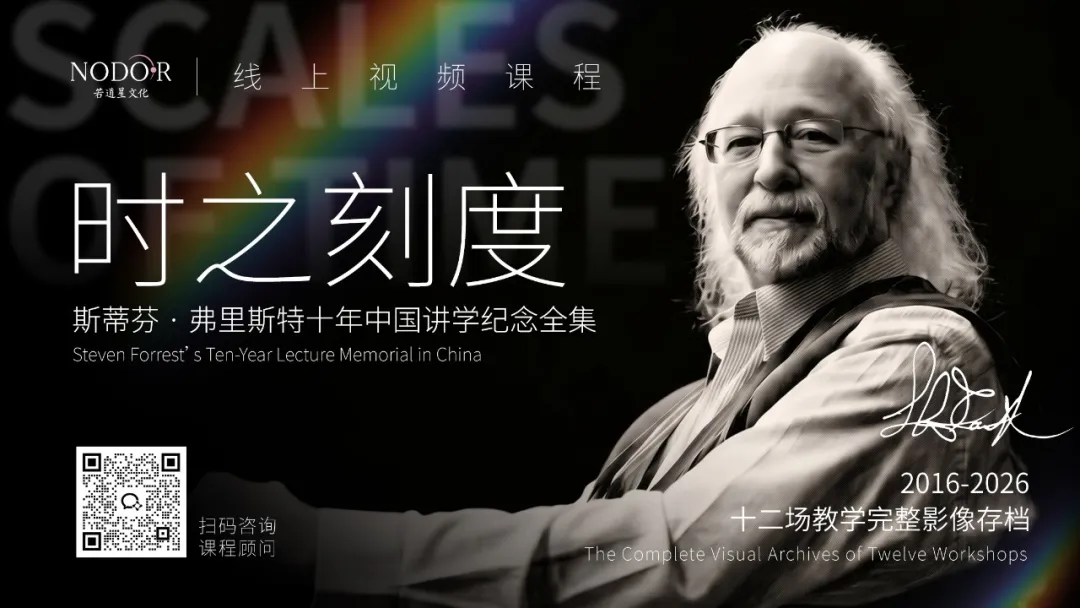 SCALES
OF TIME
NODOR
若道星文化
线上视频课程
时之刻度
斯蒂芬·弗里斯特十年中国讲学纪念全集
Steven Forrest's Ten-Year Lecture Memorial in China
扫码咨询
课程顾问
2016-2026
十二场教学完整影像存档
The Complete Visual Archives of Twelve Workshops